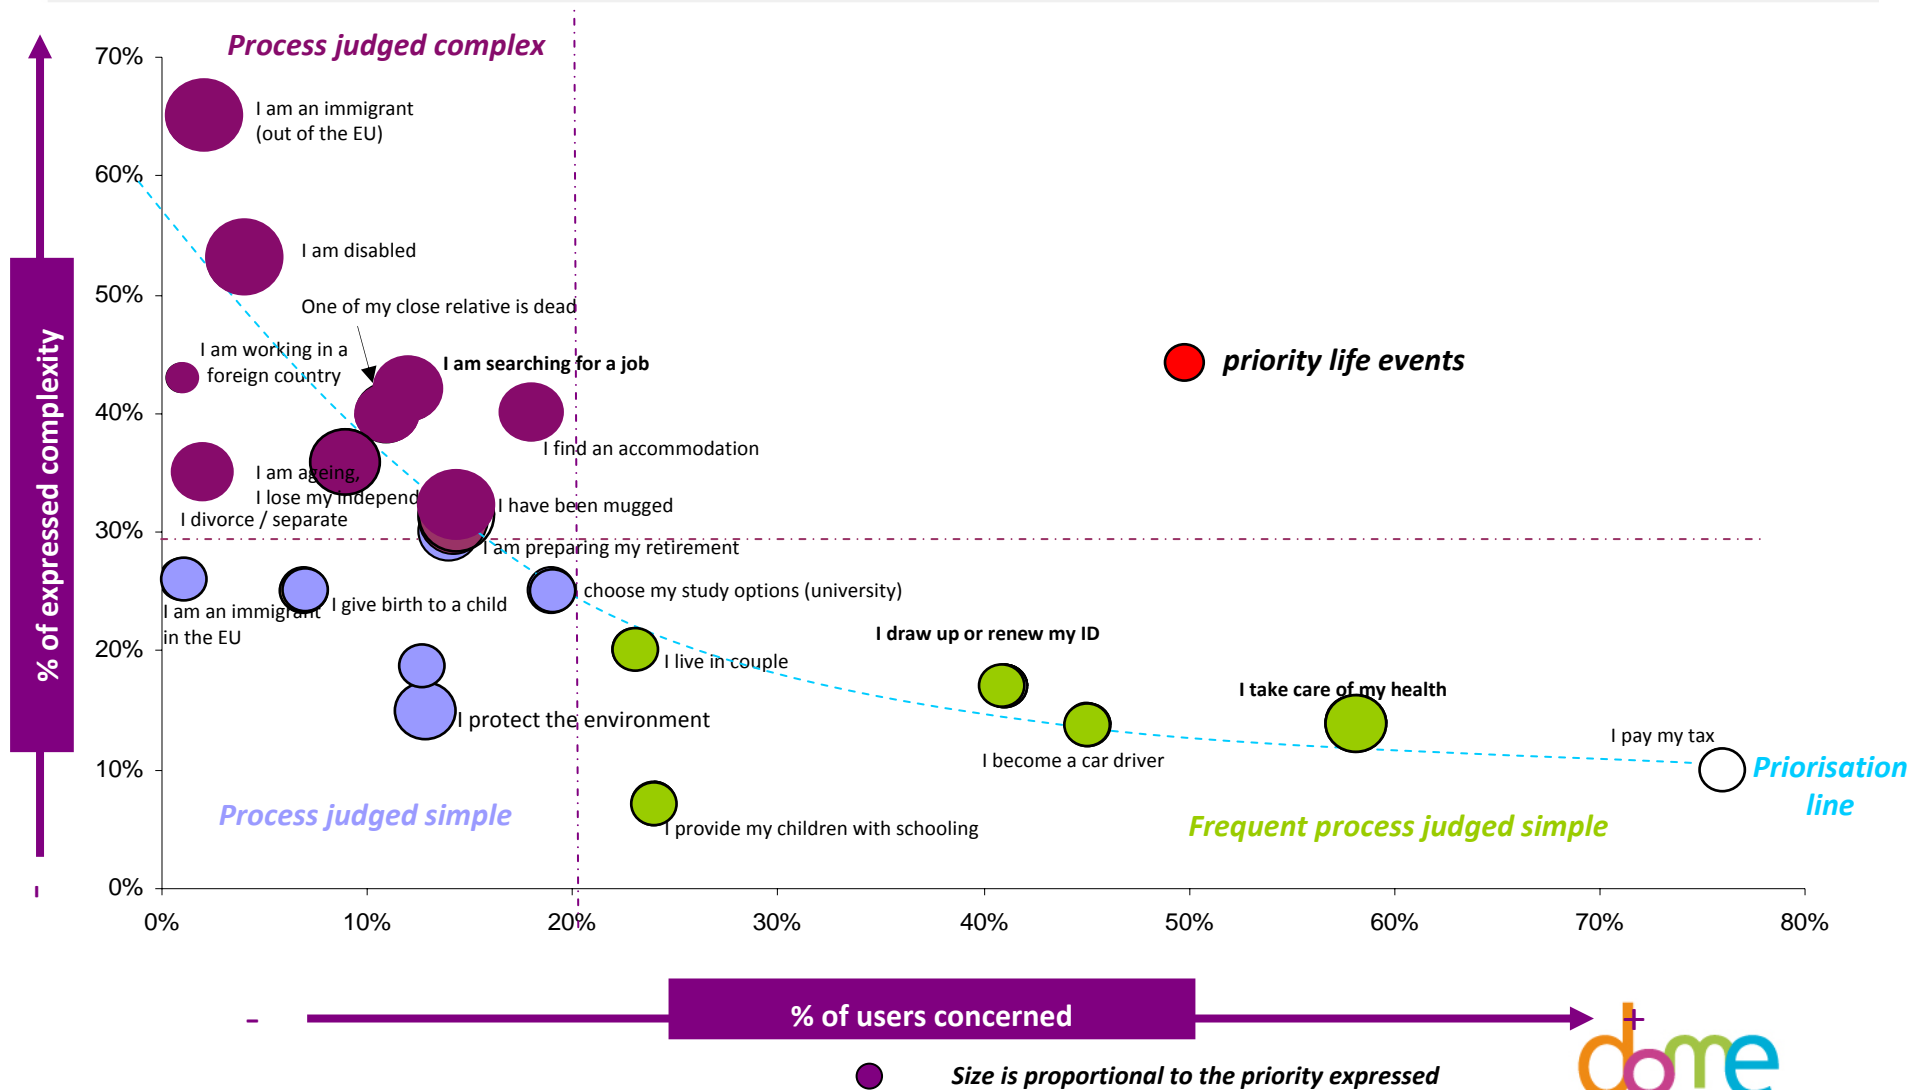 Process judged complex
70%
I am an immigrant
(out of the EU)
60%
I am disabled
50%
One of my close relative is dead
I am working in a
foreign country
I am searching for a job
priority life events
40%
I find an accommodation
I am ageing,
I lose my independ
I have been mugged
I divorce / separate
30%
I am preparing my retirement
I am an immigrant
in the EU
I give birth to a child
I choose my study options (university)
20%
I live in couple
I draw up or renew my ID
I take care of my health
I protect the environment
I become a car driver
I pay my tax
10%
Priorisation
line
Process judged simple
I provide my children with schooling
Frequent process judged simple
0%
% of expressed complexity
-
0%
10%
20%
30%
40%
50%
60%
70%
80%
-
% of users concerned
+
dome
Size is proportional to the priority expressed